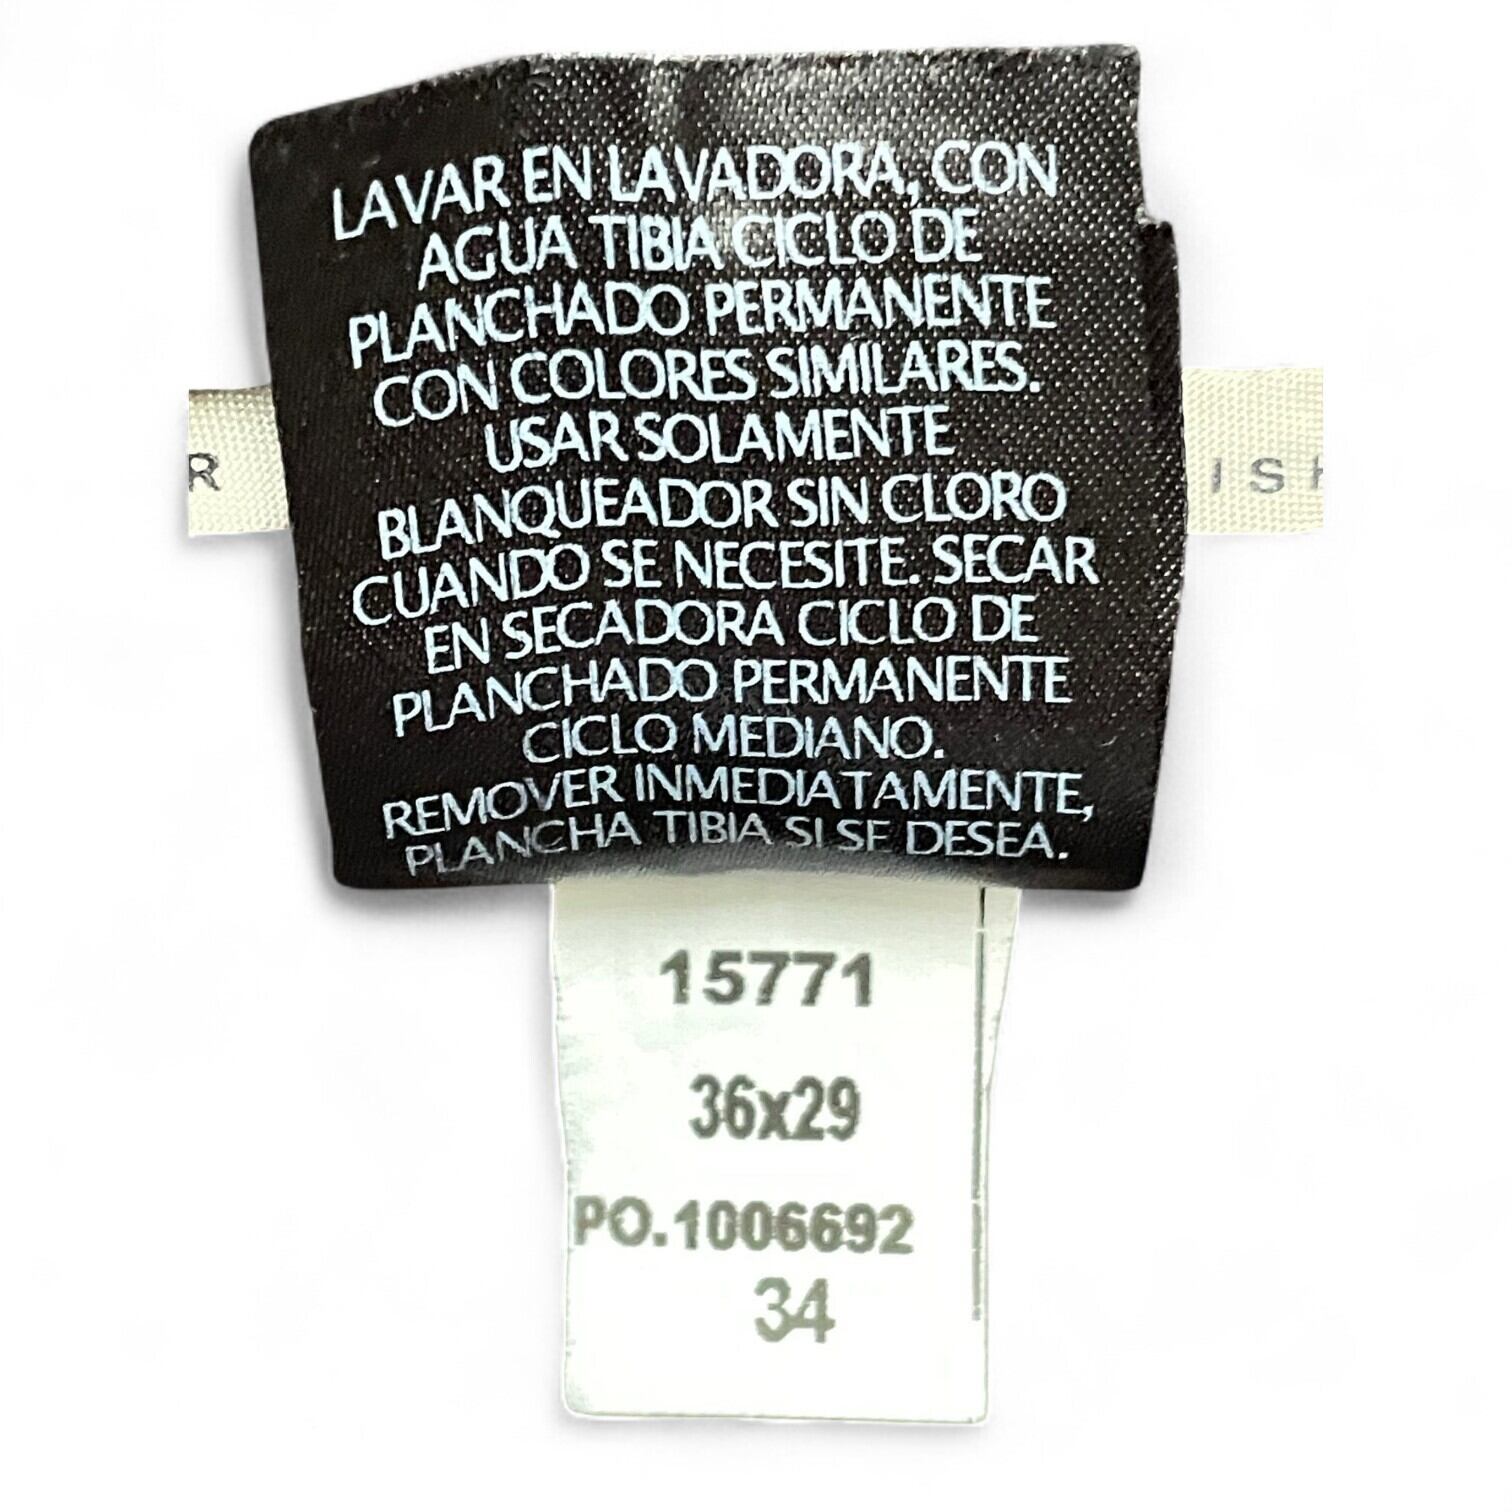 LAVAR EN LAVADORA, CON
AGUA TIBIA CICLO DE
PLANCHADO PERMANENTE
CON COLORES SIMILARES.
USAR SOLAMENTE
BLANQUEADOR SIN CLORO
CUANDO SE NECESITE. SECAR
EN SECADORA CICLO DE
PLANCHADO PERMANENTE
CICLO MEDIANO.
REMOVER INMEDIATAMENTE,
PLANCHA TIBIA SI SE DESEA.
15771
36x29
PO.1006692
34